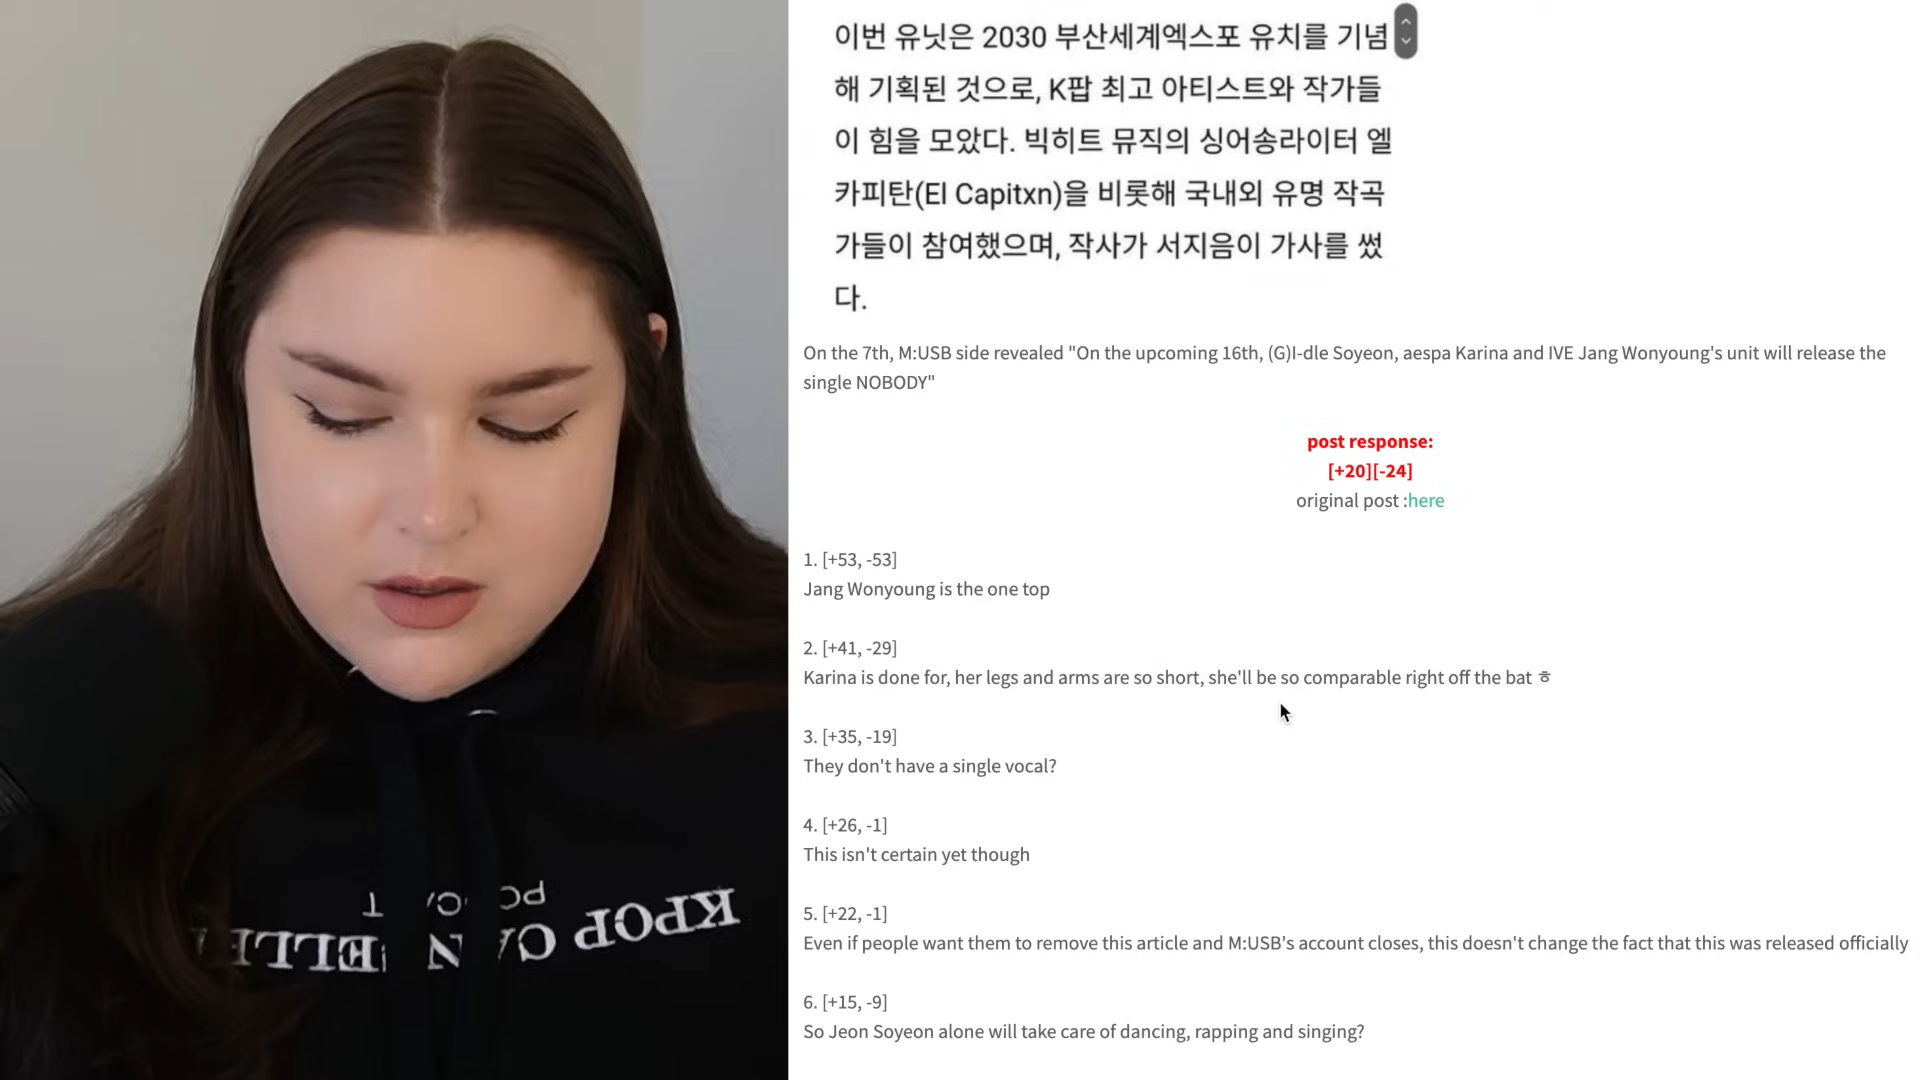 이번 유닛은 2030 부산세계엑스포 유치를 기념
해 기획된 것으로, K팝 최고 아티스트와 작가들
이 힘을 모았다. 빅히트 뮤직의 싱어송라이터 엘
카피탄(El Capitxn)을 비롯해 국내외 유명 작곡
가들이 참여했으며, 작사가 서지음이 가사를 썼
다.
On the 7th, M:USB side revealed "On the upcoming 16th, (G)I-dle Soyeon, aespa Karina and IVE Jang Wonyoung's unit will release the
single NOBODY"
post response:
[+20][-24]
original post :here
1. [+53, -53]
Jang Wonyoung is the one top
2. [+41, -29]
Karina is done for, her legs and arms are so short, she'll be so comparable right off the bat ㅎ
3. [+35, -19]
They don't have a single vocal?
4. [+26, -1]
This isn't certain yet though
5. [+22, -1]
Even if people want them to remove this article and M:USB's account closes, this doesn't change the fact that this was released officially
6. [+15, -9]
So Jeon Soyeon alone will take care of dancing, rapping and singing?
KPOP